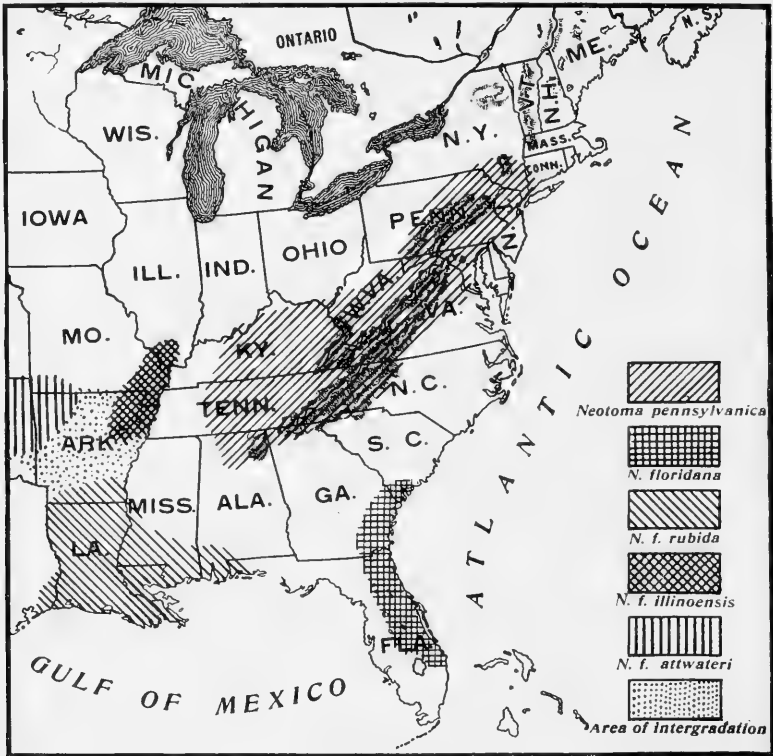 ONTARIO
N. S.
ME.
MICHIGAN
WIS.
N.Y.
V.T.
N.H.
MASS.
CONN.
IOWA
PENN.
N.J.
ILL.
IND.
OHIO
W.VA.
VA.
MO.
KY.
N.C.
TENN.
ARK.
S. C.
MISS.
ALA.
GA.
LA.
FLA.
ATLANTIC OCEAN
GULF OF MEXICO
Neotoma pennsylvanica
N. floridana
N. f. rubida
N. f. illinoensis
N. f. attwateri
Area of intergradation